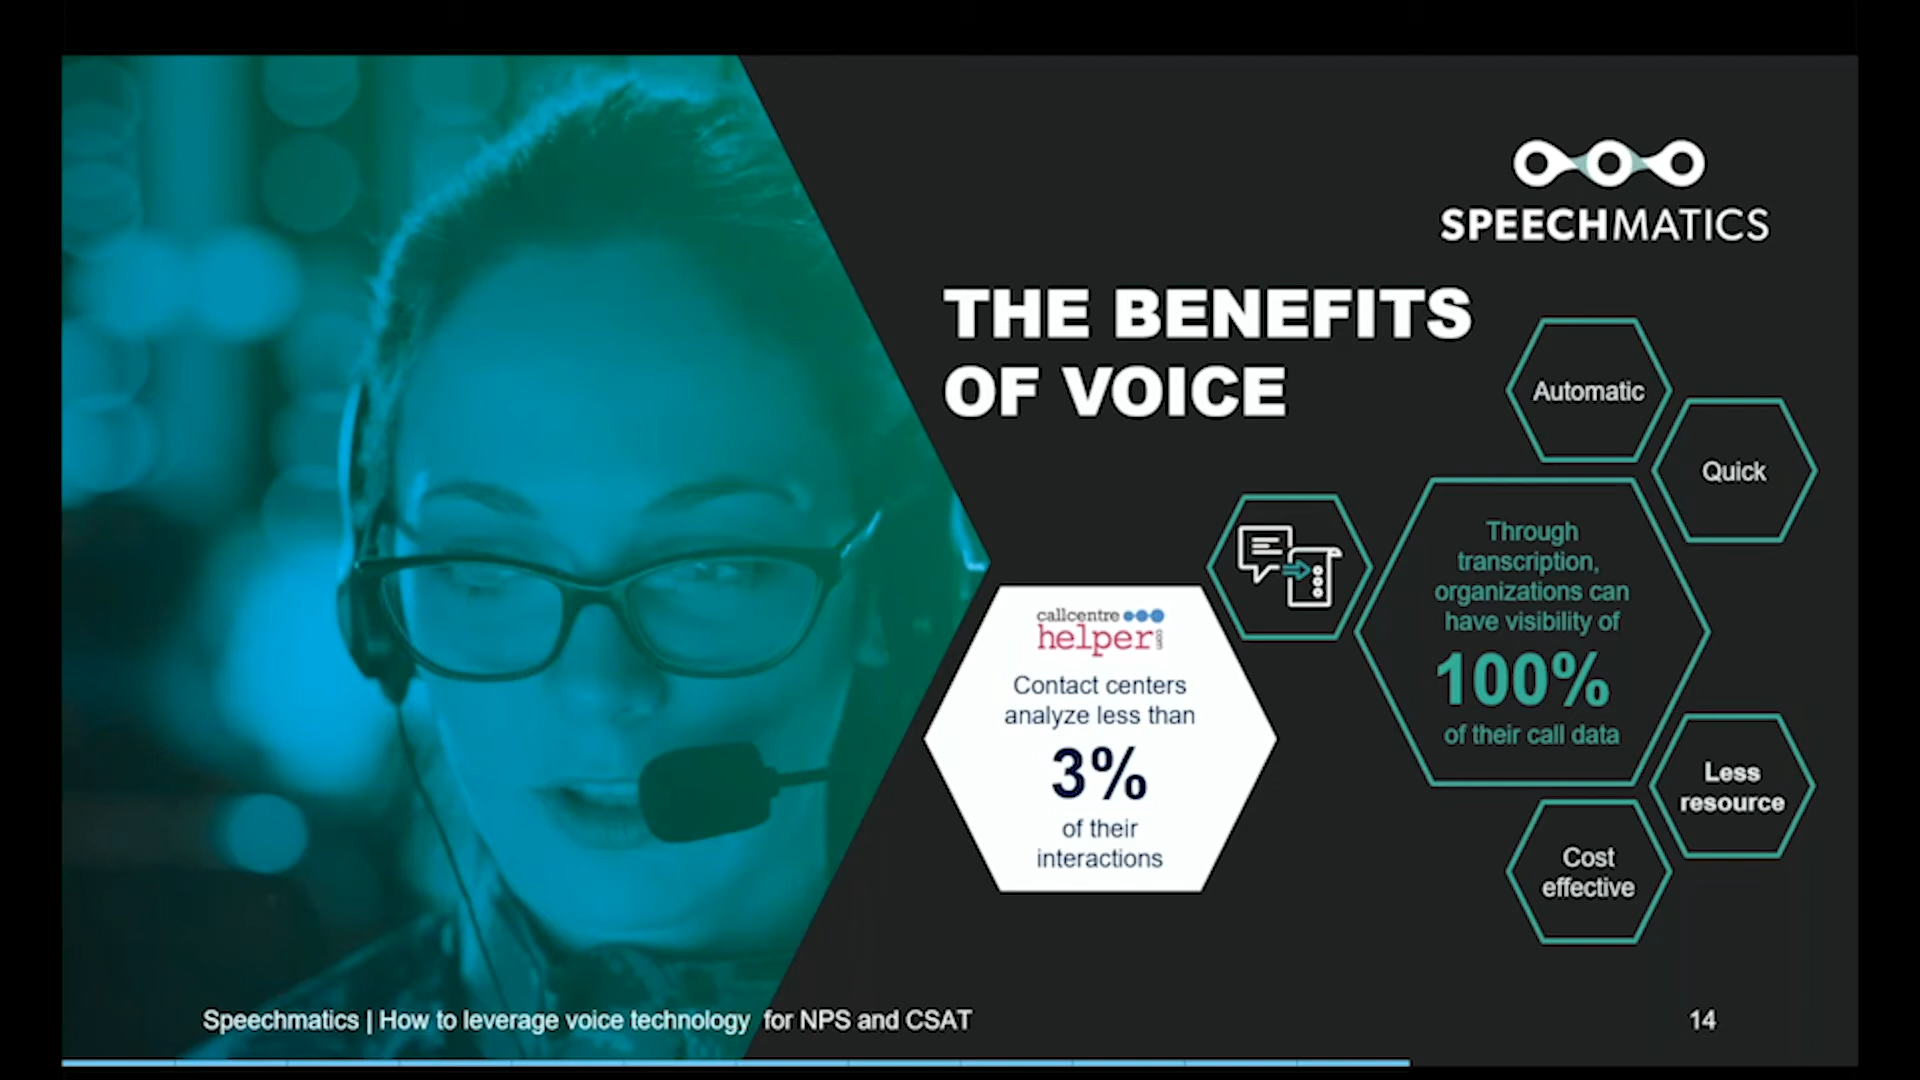 SPEECHMATICS
THE BENEFITS
OF VOICE
Automatic
Quick
Through
transcription,
organizations can
have visibility of
100%
of their call data
callcentre
helper.com
Contact centers
analyze less than
3%
of their
interactions
Less
resource
Cost
effective
Speechmatics | How to leverage voice technology for NPS and CSAT
14